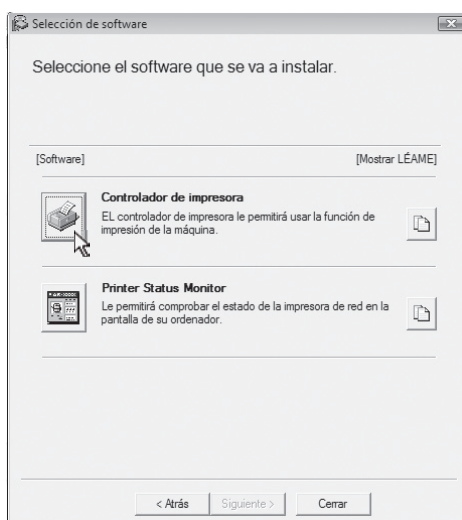 Selección de software
Seleccione el software que se va a instalar.
[Software] [Mostrar LÉAME]
Controlador de impresora
EL controlador de impresora le permitirá usar la función de
impresión de la máquina.
Printer Status Monitor
Le permitirá comprobar el estado de la impresora de red en la
pantalla de su ordenador.
< Atrás Siguiente > Cerrar